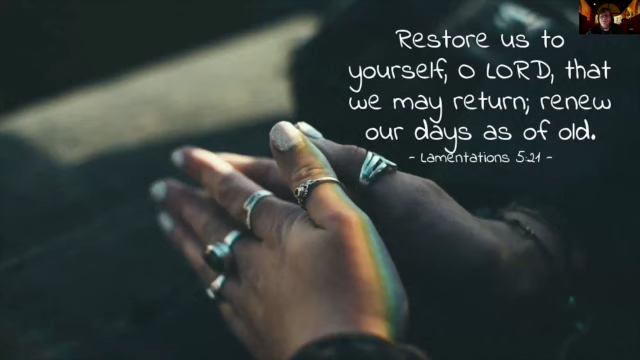 Restore us to
yourself, O LORD, that
we may return; renew
our days as of old.
- Lamentations 5:21 -